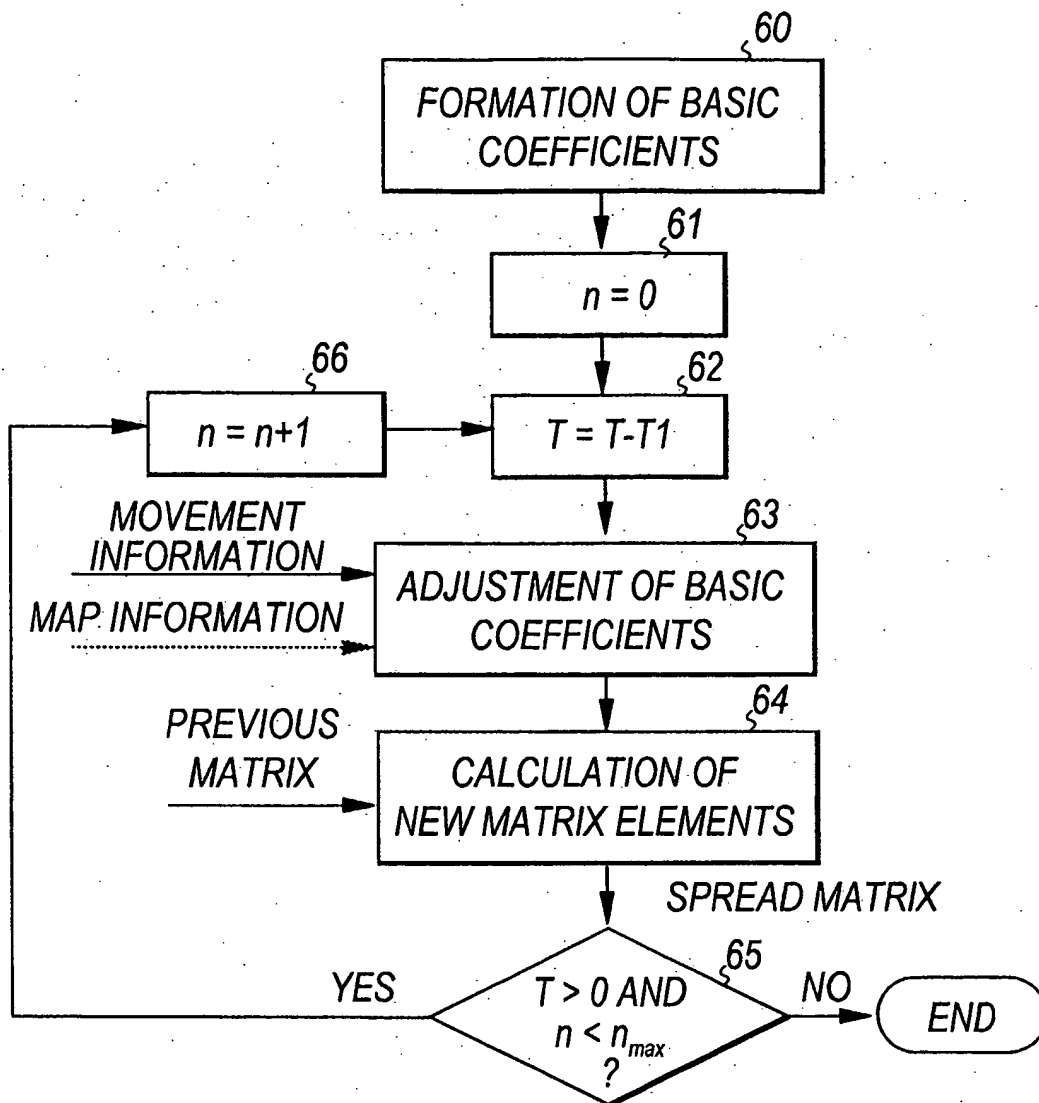 60
FORMATION OF BASIC
COEFFICIENTS
61
n = 0
66
n = n+1
62
T = T-T1
MOVEMENT
INFORMATION
MAP INFORMATION
63
ADJUSTMENT OF BASIC
COEFFICIENTS
PREVIOUS
MATRIX
64
CALCULATION OF
NEW MATRIX ELEMENTS
SPREAD MATRIX
65
YES
T > 0 AND
n < nmax
?
NO
END